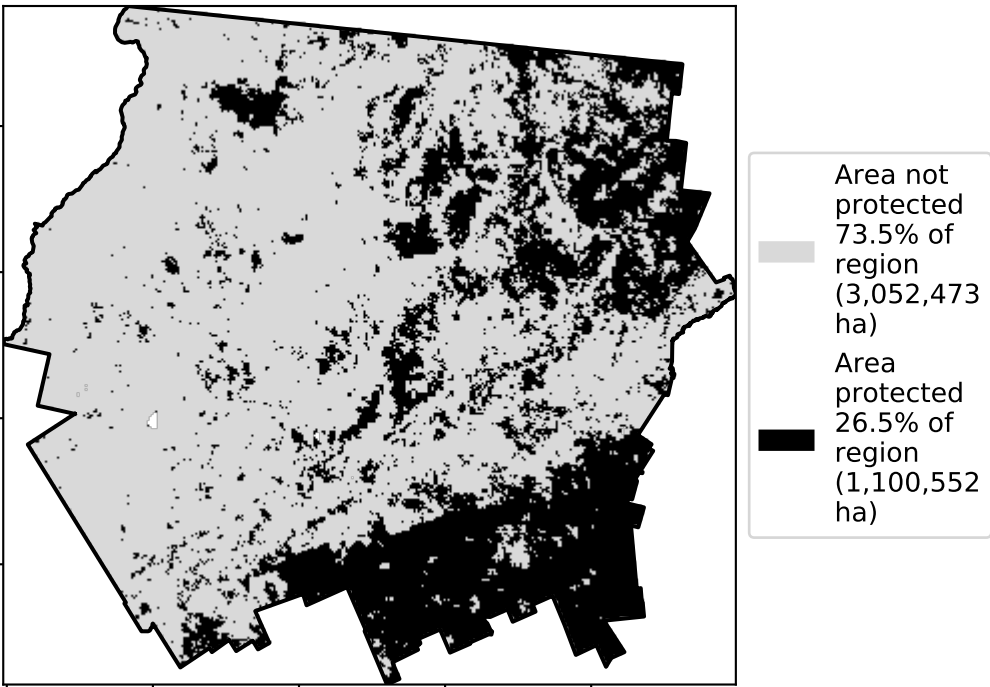 Area not
protected
73.5% of
region
(3,052,473
ha)
Area
protected
26.5% of
region
(1,100,552
ha)